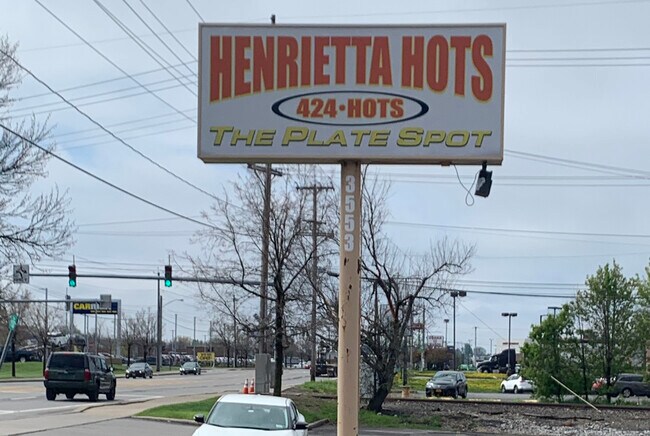 HENRIETTA HOTS
424•HOTS
THE PLATE SPOT
3553